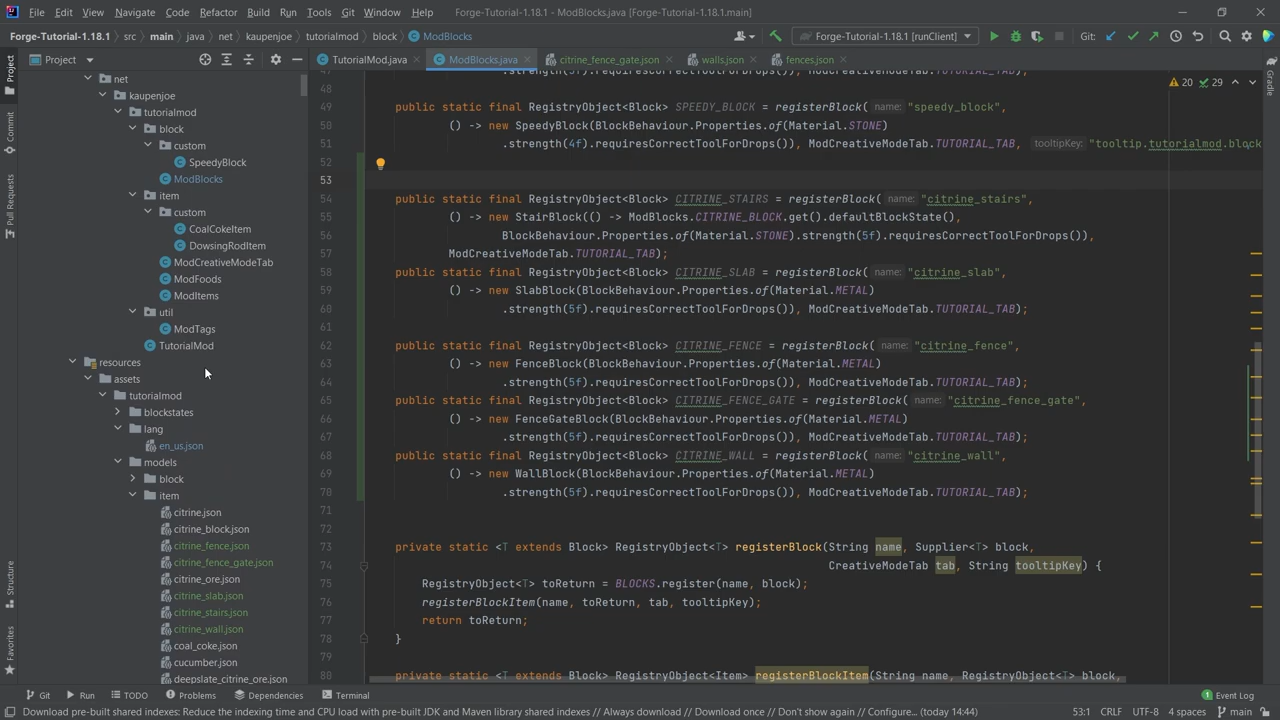 File Edit View Navigate Code Refactor Build Run Tools Git Window Help Forge-Tutorial-1.18.1 - ModBlocks.java [Forge-Tutorial-1.18.1.main]
Forge-Tutorial-1.18.1 src main java net kaupenjoe tutorialmod block ModBlocks Forge-Tutorial-1.18.1 [runClient] Git:
Project TutorialMod.java ModBlocks.java citrine_fence_gate.json walls.json fences.json
Project
Commit
Pull Requests
Structure
Favorites
Gradle
net
kaupenjoe
tutorialmod
block
custom
SpeedyBlock
ModBlocks
item
custom
CoalCokeItem
DowsingRodItem
ModCreativeModeTab
ModFoods
ModItems
util
ModTags
TutorialMod
resources
assets
tutorialmod
blockstates
lang
en_us.json
models
block
item
citrine.json
citrine_block.json
citrine_fence.json
citrine_fence_gate.json
citrine_ore.json
citrine_slab.json
citrine_stairs.json
citrine_wall.json
coal_coke.json
cucumber.json
deepslate_citrine_ore.json
20 29
47 .strength(5f).requiresCorrectToolForDrops()), ModCreativeModeTab.TUTORIAL_TAB);
48
49 public static final RegistryObject<Block> SPEEDY_BLOCK = registerBlock( name: "speedy_block",
50 () -> new SpeedyBlock(BlockBehaviour.Properties.of(Material.STONE)
51 .strength(4f).requiresCorrectToolForDrops()), ModCreativeModeTab.TUTORIAL_TAB, tooltipKey: "tooltip.tutorialmod.block
52
53
54 public static final RegistryObject<Block> CITRINE_STAIRS = registerBlock( name: "citrine_stairs",
55 () -> new StairBlock(() -> ModBlocks.CITRINE_BLOCK.get().defaultBlockState(),
56 BlockBehaviour.Properties.of(Material.STONE).strength(5f).requiresCorrectToolForDrops()),
57 ModCreativeModeTab.TUTORIAL_TAB);
58 public static final RegistryObject<Block> CITRINE_SLAB = registerBlock( name: "citrine_slab",
59 () -> new SlabBlock(BlockBehaviour.Properties.of(Material.METAL)
60 .strength(5f).requiresCorrectToolForDrops()), ModCreativeModeTab.TUTORIAL_TAB);
61
62 public static final RegistryObject<Block> CITRINE_FENCE = registerBlock( name: "citrine_fence",
63 () -> new FenceBlock(BlockBehaviour.Properties.of(Material.METAL)
64 .strength(5f).requiresCorrectToolForDrops()), ModCreativeModeTab.TUTORIAL_TAB);
65 public static final RegistryObject<Block> CITRINE_FENCE_GATE = registerBlock( name: "citrine_fence_gate",
66 () -> new FenceGateBlock(BlockBehaviour.Properties.of(Material.METAL)
67 .strength(5f).requiresCorrectToolForDrops()), ModCreativeModeTab.TUTORIAL_TAB);
68 public static final RegistryObject<Block> CITRINE_WALL = registerBlock( name: "citrine_wall",
69 () -> new WallBlock(BlockBehaviour.Properties.of(Material.METAL)
70 .strength(5f).requiresCorrectToolForDrops()), ModCreativeModeTab.TUTORIAL_TAB);
71
72
73 private static <T extends Block> RegistryObject<T> registerBlock(String name, Supplier<T> block,
74 CreativeModeTab tab, String tooltipKey) {
75 RegistryObject<T> toReturn = BLOCKS.register(name, block);
76 registerBlockItem(name, toReturn, tab, tooltipKey);
77 return toReturn;
78 }
79
80 private static <T extends Block> RegistryObject<Item> registerBlockItem(String name, RegistryObject<T> block,
Git Run TODO Problems Dependencies Terminal 1 Event Log
Download pre-built shared indexes: Reduce the indexing time and CPU load with pre-built JDK and Maven library shared indexes // Always download // Download once // Don't show again // Configure... (today 14:44) 53:1 CRLF UTF-8 4 spaces main